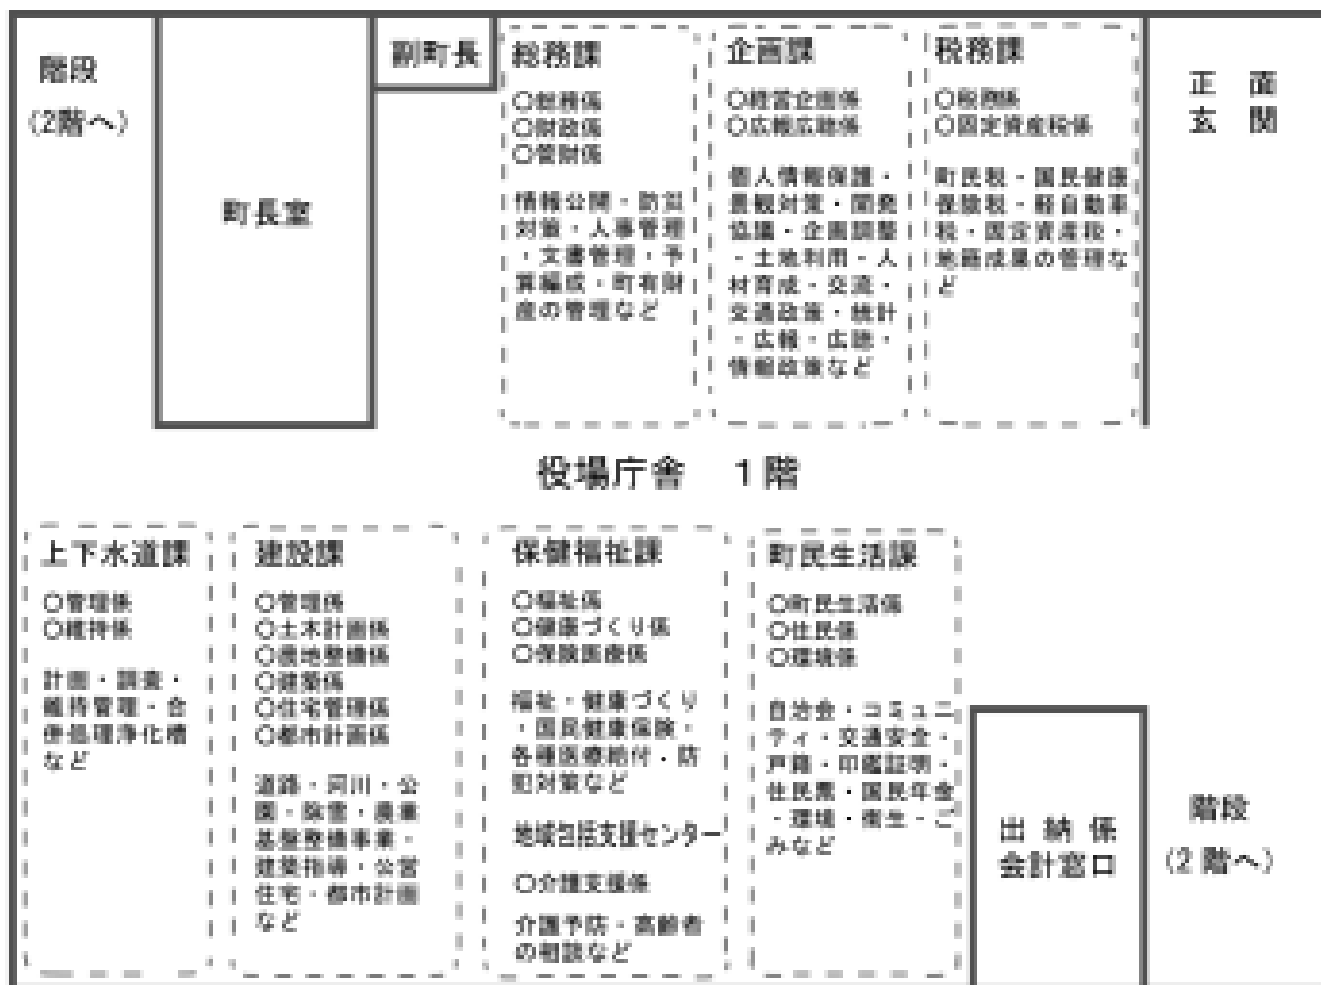 階段
(2階へ)
町長室
副町長
総務課
○総務係
○財政係
○管財係
情報公開・防災
対策・人事管理
・文書管理・予
算編成・町有財
産の管理など
企画課
○経営企画係
○広報広聴係
個人情報保護・
景観対策・開発
協議・企画調整
・土地利用・人
材育成・交流・
交通政策・統計
・広報・広聴・
情報政策など
税務課
○税務係
○固定資産税係
町民税・国民健康
保険税・軽自動車
税・固定資産税・
地籍成果の管理な
ど
正面
玄関
役場庁舎 1階
上下水道課
○管理係
○維持係
計画・調査・
維持管理・合
併処理浄化槽
など
建設課
○管理係
○土木計画係
○農地整備係
○建築係
○住宅管理係
○都市計画係
道路・河川・公
園・除雪・農業
基盤整備事業・
建築指導・公営
住宅・都市計画
など
保健福祉課
○福祉係
○健康づくり係
○保険医療係
福祉・健康づくり
・国民健康保険・
各種医療給付・防
犯対策など
地域包括支援センター
○介護支援係
介護予防・高齢者
の相談など
町民生活課
○町民生活係
○住民係
○環境係
自治会・コミュニ
ティ・交通安全・
戸籍・印鑑証明・
住民票・国民年金
・環境・衛生・ご
みなど
出納係
会計窓口
階段
(2階へ)